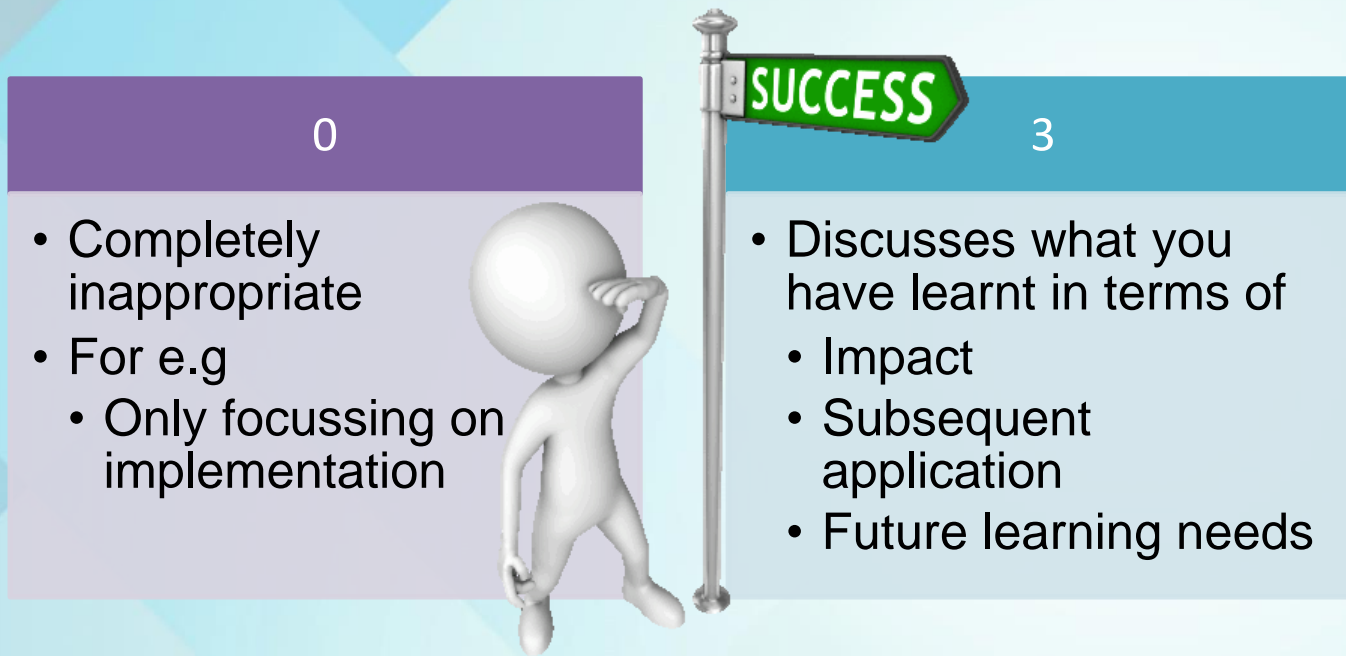 0
• Completely
inappropriate
• For e.g
• Only focussing on
implementation
SUCCESS
3
• Discusses what you
have learnt in terms of
• Impact
• Subsequent
application
• Future learning needs